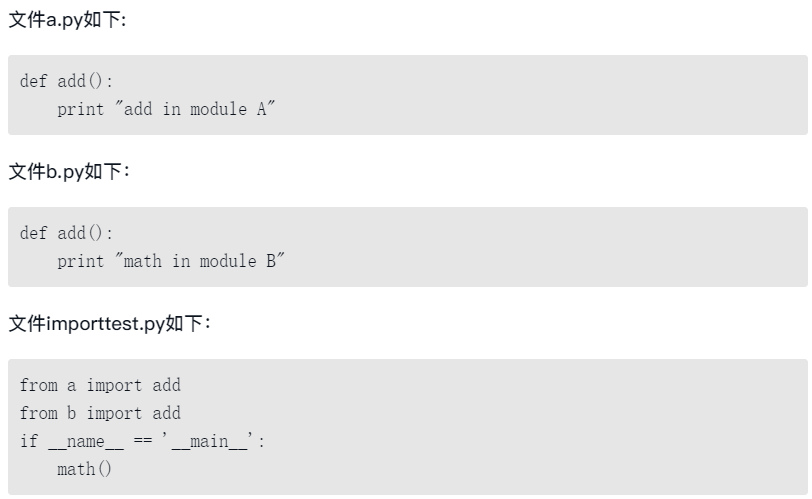 文件a.py如下:
def add():
    print "add in module A"
文件b.py如下:
def add():
    print "math in module B"
文件importtest.py如下:
from a import add
from b import add
if __name__ == '__main__':
    math()